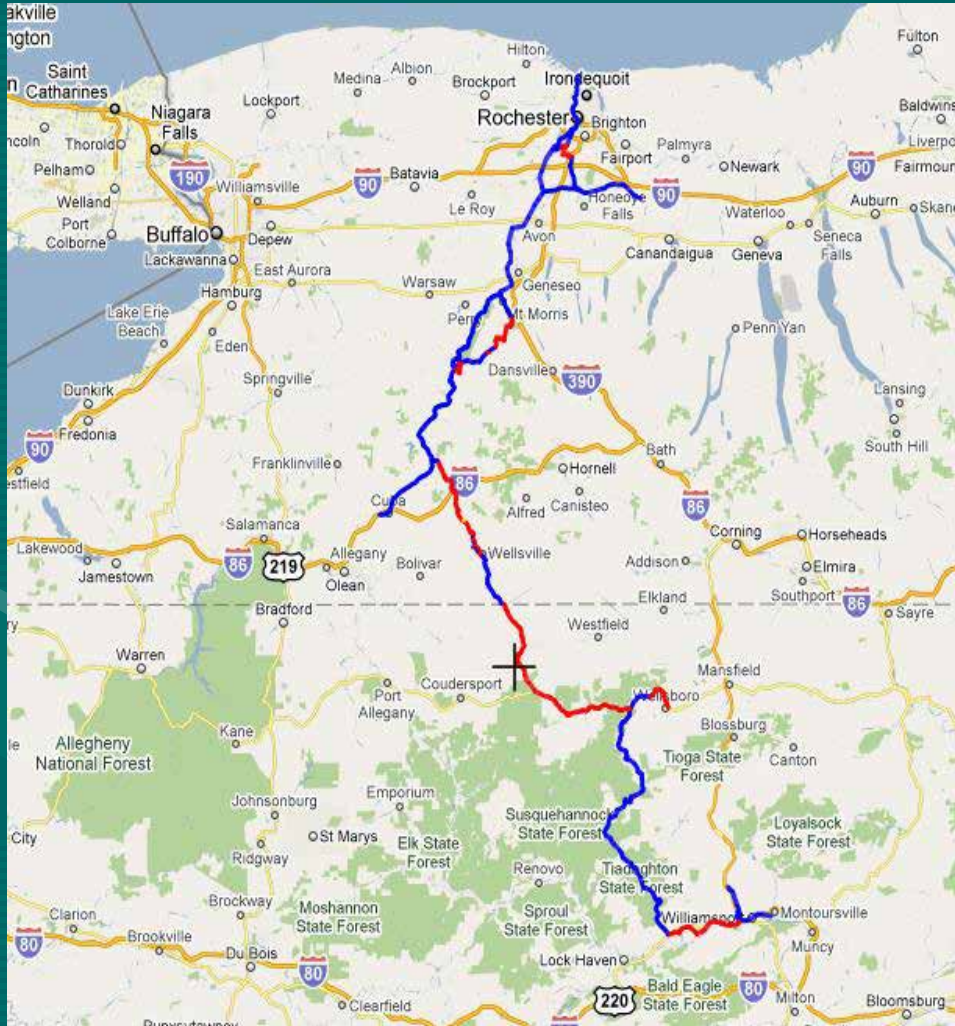 akville
ngton
Saint
Catharines
Niagara
Falls
Lockport
Medina
Albion
Brockport
Hilton
Irondequoit
Rochester
Brighton
Fulton
Baldwins
ncoln
Thorold
Pelham
190
Williamsville
90
Batavia
Fairport
Palmyra
Newark
90
Liverpo
Fairmoun
Welland
Port
Colborne
Buffalo
Depew
Lackawanna
Le Roy
Avon
Honeoye
Falls
90
Canandaigua
Waterloo
Geneva
Seneca
Falls
Auburn
Skane
East Aurora
Hamburg
Warsaw
Geneseo
Lake Erie
Beach
Eden
Perry
Mt Morris
Penn Yan
Springville
Dansville
390
Dunkirk
Fredonia
90
estfield
Lansing
South Hill
Franklinville
86
Hornell
Bath
Cuba
Alfred
Canisteo
86
Salamanca
Lakewood
Jamestown
86
219
Allegany
Olean
Bolivar
Wellsville
Addison
Corning
Horseheads
Elmira
Southport
86
Sayre
Elkland
Bradford
Westfield
Warren
Port
Allegany
Coudersport
Wellsboro
Mansfield
Kane
Blossburg
Allegheny
National Forest
Tioga State
Forest
Canton
Johnsonburg
Emporium
Susquehannock
State Forest
Loyalsock
State Forest
City
St Marys
Ridgway
Elk State
Forest
Renovo
Tiadaghton
State Forest
Clarion
Brockway
Moshannon
State Forest
Sproul
State Forest
Williamsport
Montoursville
Muncy
80
Brookville
Du Bois
80
Lock Haven
Bald Eagle
State Forest
80
Milton
Clearfield
220
Bloomsburg
Punxsutawney